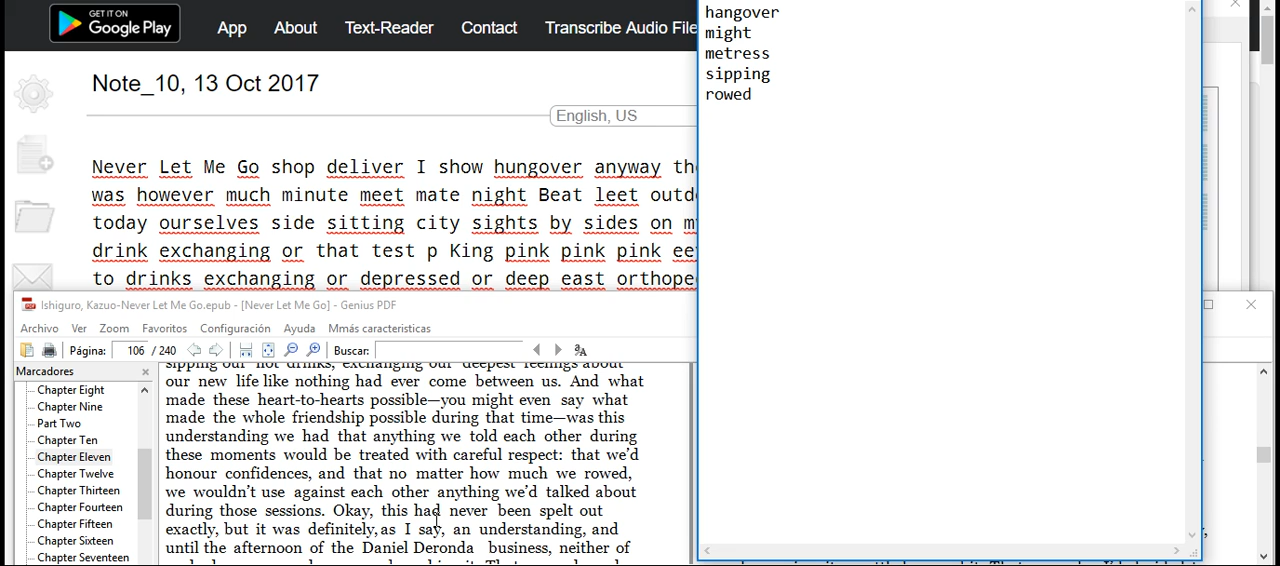 GET IT ON
Google Play
App About Text-Reader Contact Transcribe Audio File
Note_10, 13 Oct 2017
English, US
Never Let Me Go shop deliver I show hungover anyway
was however much minute meet mate night Beat leet
today ourselves side sitting city sights by sides on
drink exchanging or that test p King pink pink pink
to drinks exchanging or depressed or deep east
hangover
might
metress
sipping
rowed
Ishiguro, Kazuo-Never Let Me Go.epub - [Never Let Me Go] - Genius PDF
Archivo Ver Zoom Favoritos Configuración Ayuda Mmás caracteristicas
Página: 106 / 240 Buscar:
Marcadores
Chapter Eight
Chapter Nine
Part Two
Chapter Ten
Chapter Eleven
Chapter Twelve
Chapter Thirteen
Chapter Fourteen
Chapter Fifteen
Chapter Sixteen
Chapter Seventeen
sipping our hot drinks, exchanging our deepest feelings about
our new life like nothing had ever come between us. And what
made these heart-to-hearts possible—you might even say what
made the whole friendship possible during that time—was this
understanding we had that anything we told each other during
these moments would be treated with careful respect: that we'd
honour confidences, and that no matter how much we rowed,
we wouldn't use against each other anything we'd talked about
during those sessions. Okay, this had never been spelt out
exactly, but it was definitely, as I say, an understanding, and
until the afternoon of the Daniel Deronda business, neither of